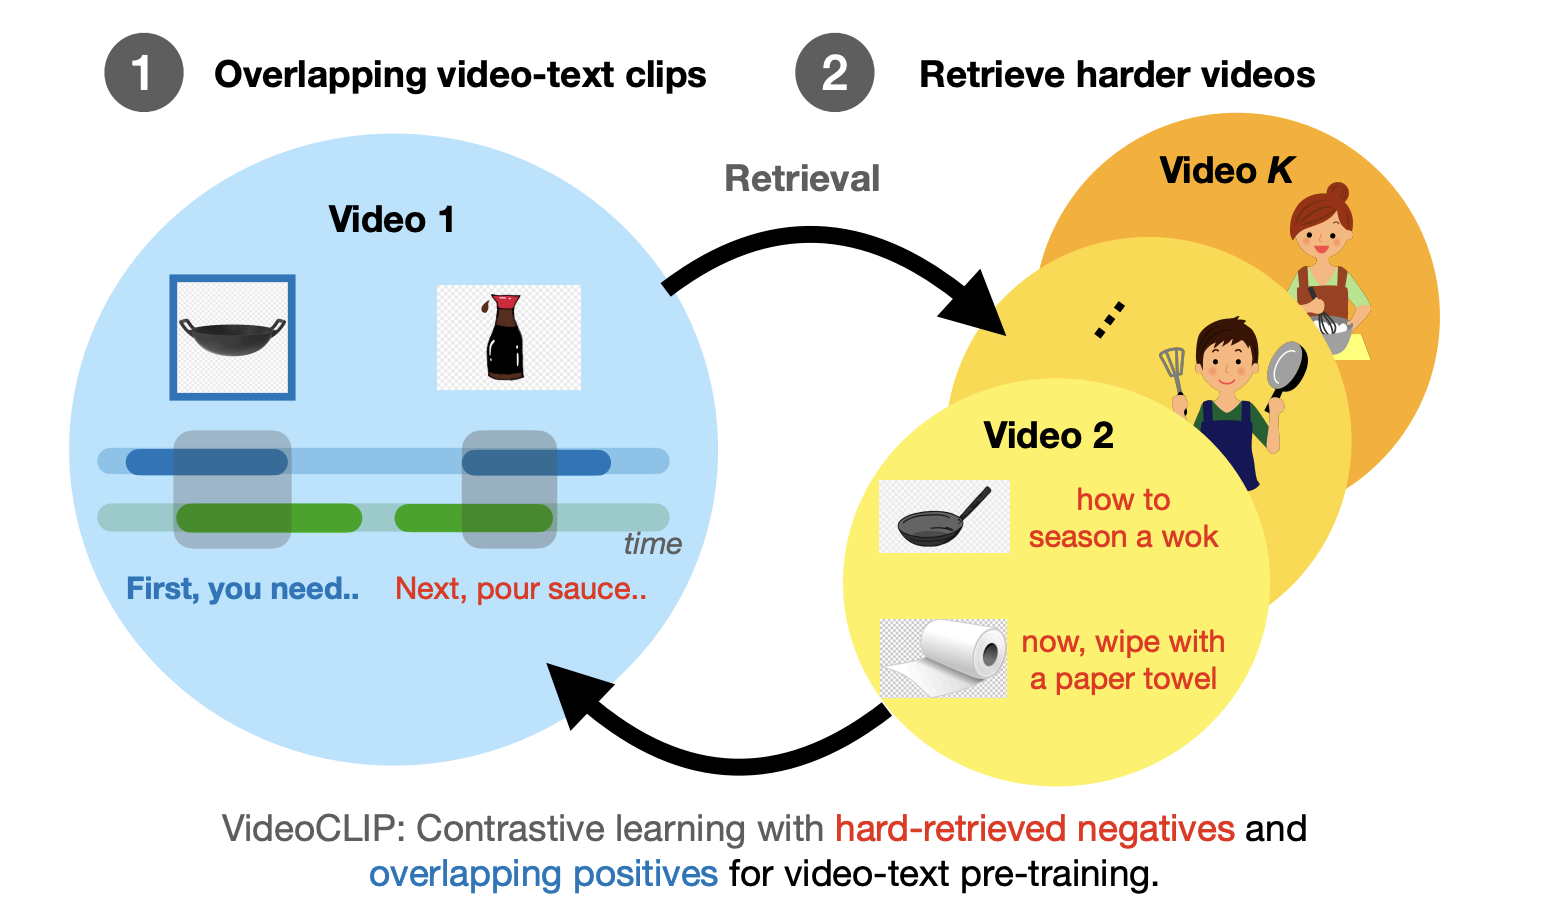 1 Overlapping video-text clips
2 Retrieve harder videos
Retrieval
Video 1
time
First, you need..
Next, pour sauce..
Video K
...
Video 2
how to
season a wok
now, wipe with
a paper towel
VideoCLIP: Contrastive learning with hard-retrieved negatives and
overlapping positives for video-text pre-training.